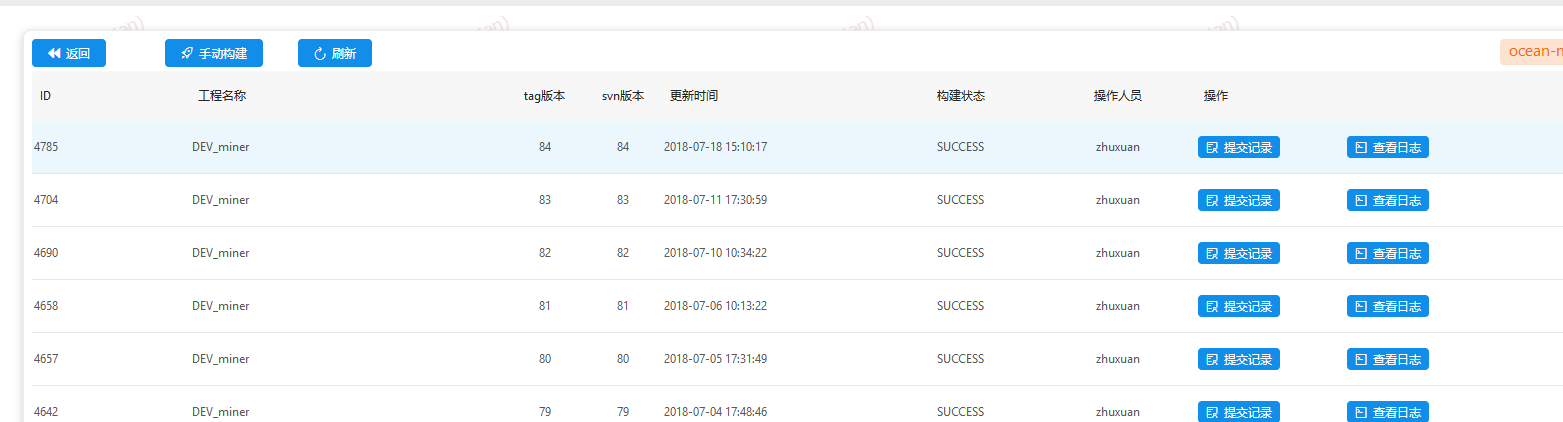 返回 手动构建 刷新 ocean-
ID 工程名称 tag版本 svn版本 更新时间 构建状态 操作人员 操作
4785 DEV_miner 84 84 2018-07-18 15:10:17 SUCCESS zhuxuan 提交记录 查看日志
4704 DEV_miner 83 83 2018-07-11 17:30:59 SUCCESS zhuxuan 提交记录 查看日志
4690 DEV_miner 82 82 2018-07-10 10:34:22 SUCCESS zhuxuan 提交记录 查看日志
4658 DEV_miner 81 81 2018-07-06 10:13:22 SUCCESS zhuxuan 提交记录 查看日志
4657 DEV_miner 80 80 2018-07-05 17:31:49 SUCCESS zhuxuan 提交记录 查看日志
4642 DEV_miner 79 79 2018-07-04 17:48:46 SUCCESS zhuxuan 提交记录 查看日志